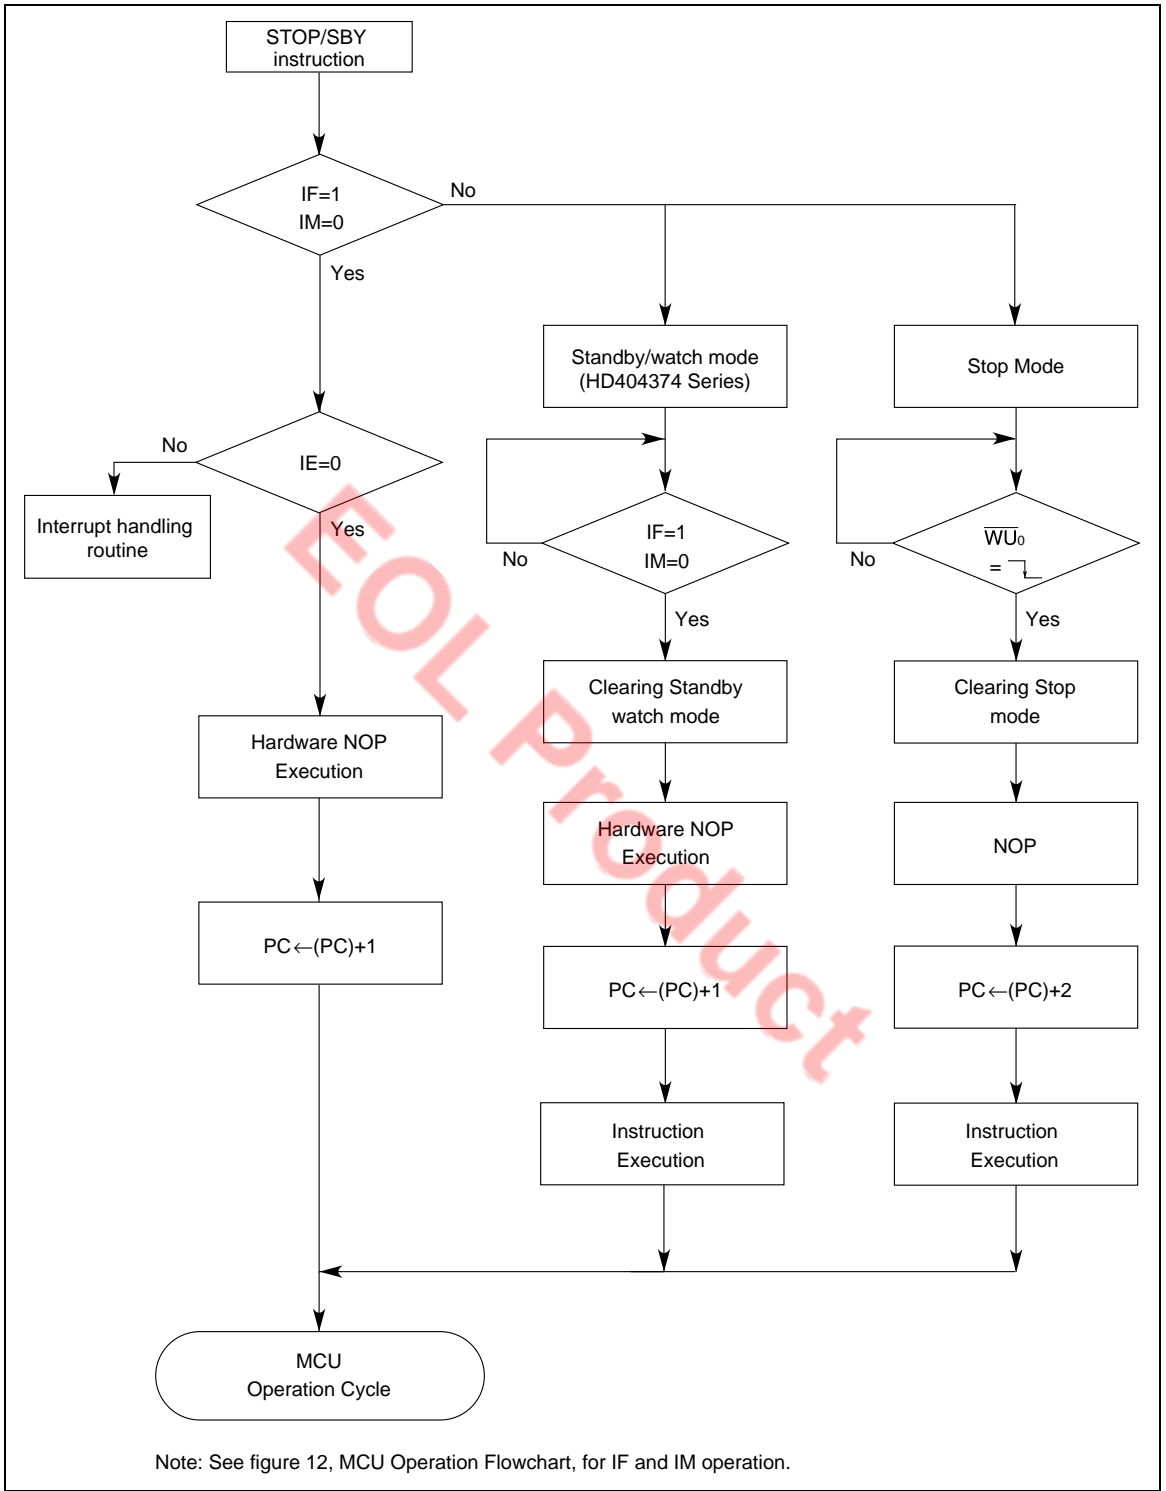 STOP/SBY
instruction
IF=1
IM=0
No
Yes
Standby/watch mode
(HD404374 Series)
Stop Mode
No
IE=0
Yes
Interrupt handling
routine
IF=1
IM=0
No
Yes
WU0
=
No
Yes
Hardware NOP
Execution
Clearing Standby
watch mode
Clearing Stop
mode
Hardware NOP
Execution
NOP
PC←(PC)+1
PC←(PC)+1
PC←(PC)+2
Instruction
Execution
Instruction
Execution
MCU
Operation Cycle
Note: See figure 12, MCU Operation Flowchart, for IF and IM operation.
EOL Product